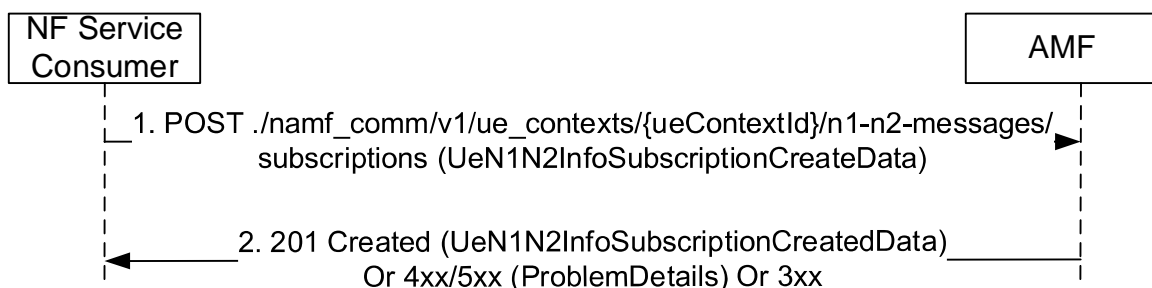 NF Service
Consumer
AMF
1. POST ./namf_comm/v1/ue_contexts/{ueContextId}/n1-n2-messages/
subscriptions (UeN1N2InfoSubscriptionCreateData)
2. 201 Created (UeN1N2InfoSubscriptionCreatedData)
Or 4xx/5xx (ProblemDetails) Or 3xx